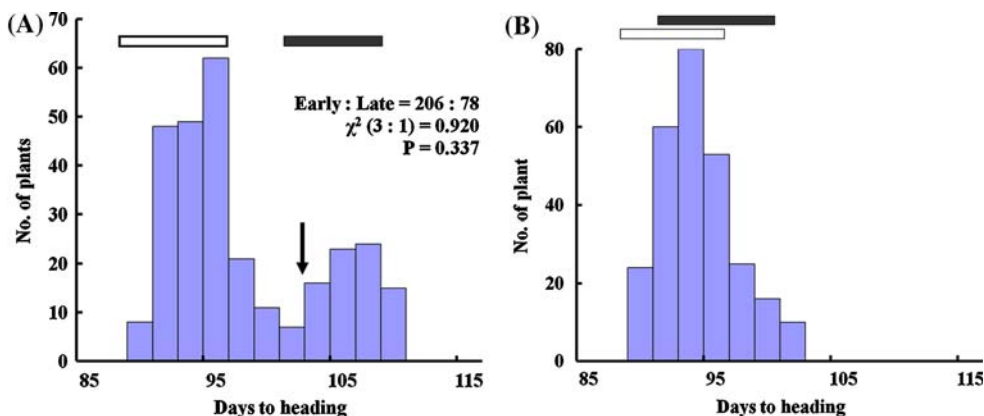 (A)
70
60
50
40
30
20
10
0
No. of plants
Early : Late = 206 : 78
χ² (3 : 1) = 0.920
P = 0.337
85 95 105 115
Days to heading
(B)
80
60
40
20
0
No. of plant
85 95 105 115
Days to heading